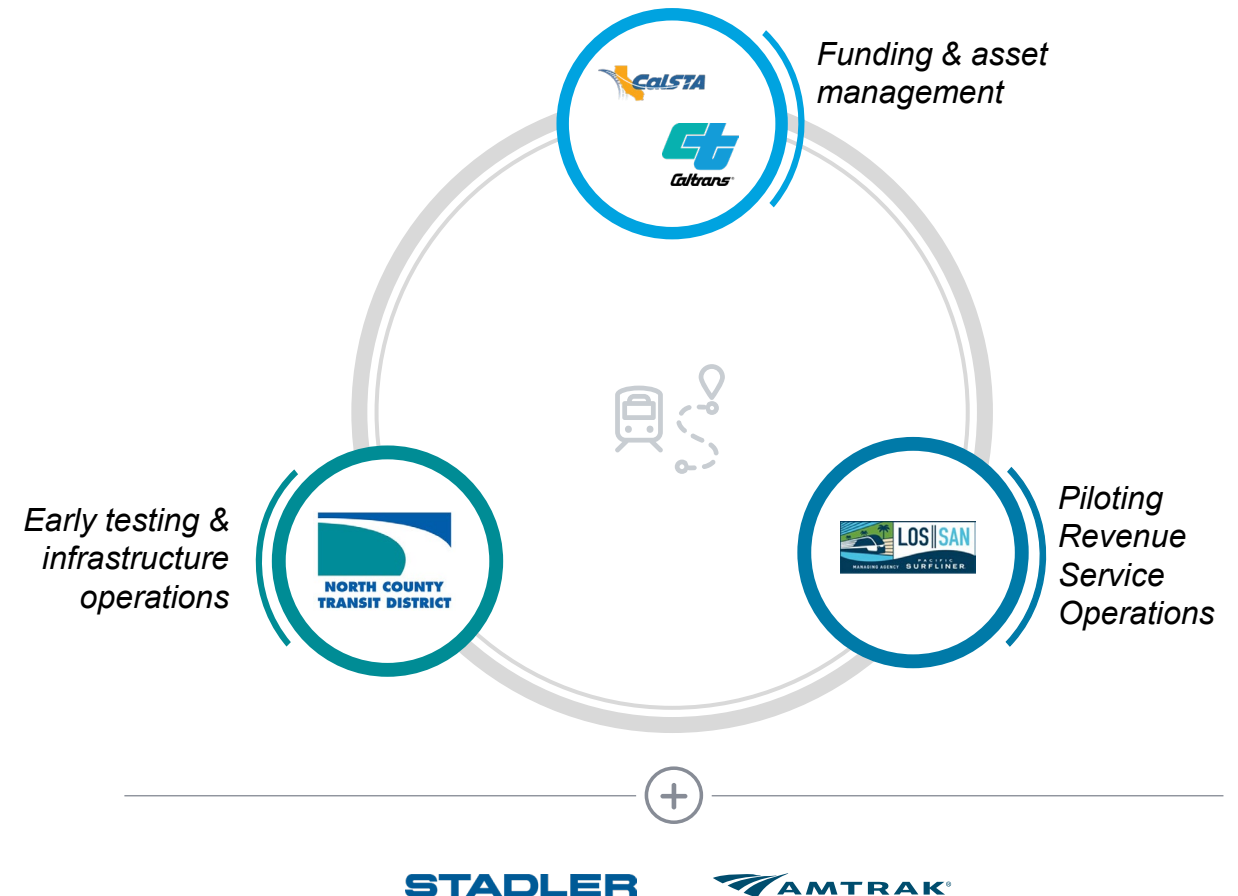 CalSTA
Funding & asset
management
Ct
Caltrans®
Early testing &
infrastructure
operations
NORTH COUNTY
TRANSIT DISTRICT
LOS SAN
PACIFIC
MANAGING AGENCY SURFLINER
Piloting
Revenue
Service
Operations
STADLER
AMTRAK®